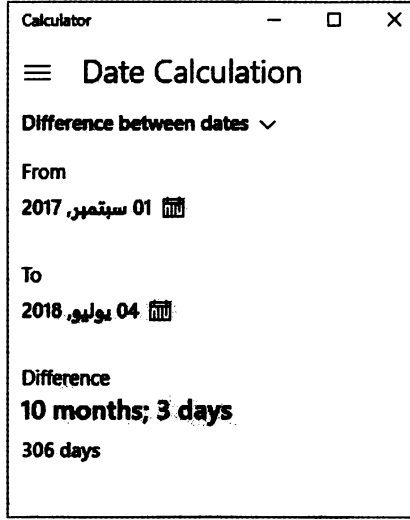 Calculator
Date Calculation
Difference between dates
From
01 سبتمبر, 2017
To
04 يوليو, 2018
Difference
10 months; 3 days
306 days